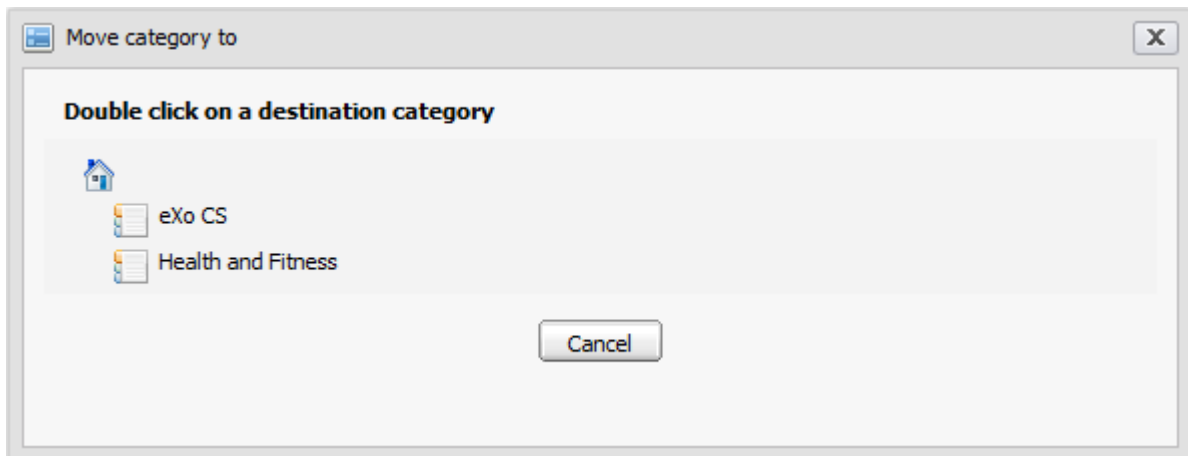 Move category to
X
Double click on a destination category
eXo CS
Health and Fitness
Cancel